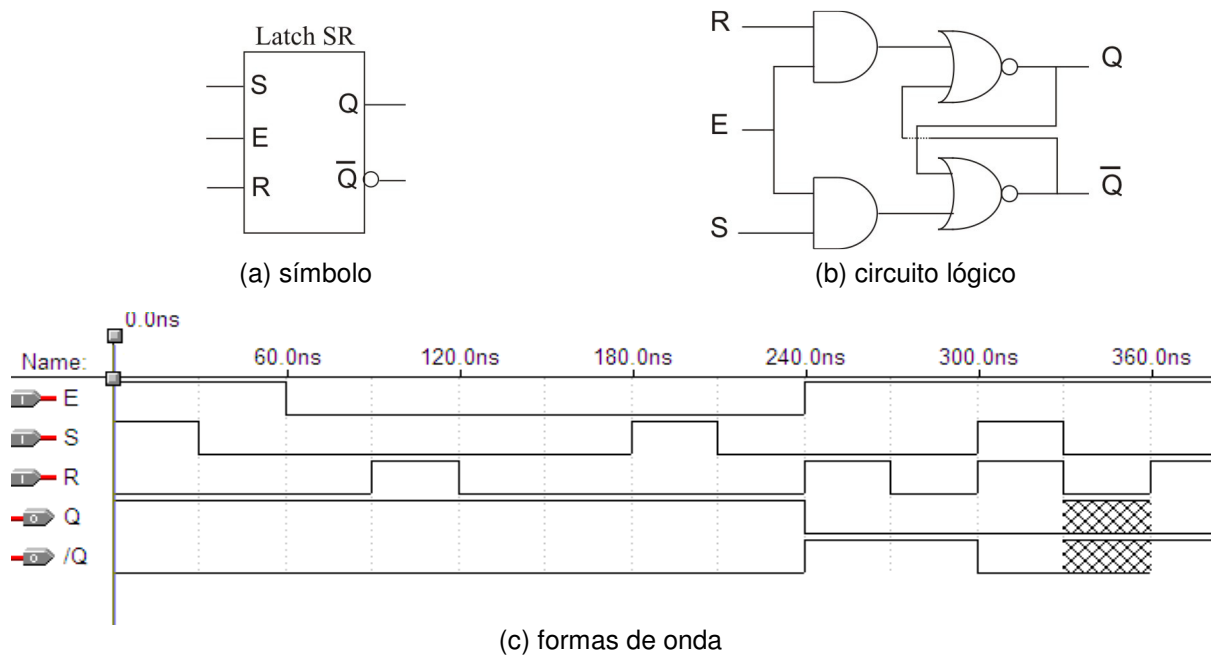 Latch SR
S
E
R
Q
Q̅
(a) símbolo
R
E
S
Q
Q̅
(b) circuito lógico
0.0ns
Name: 60.0ns 120.0ns 180.0ns 240.0ns 300.0ns 360.0ns
I E
I S
I R
O Q
O /Q
(c) formas de onda